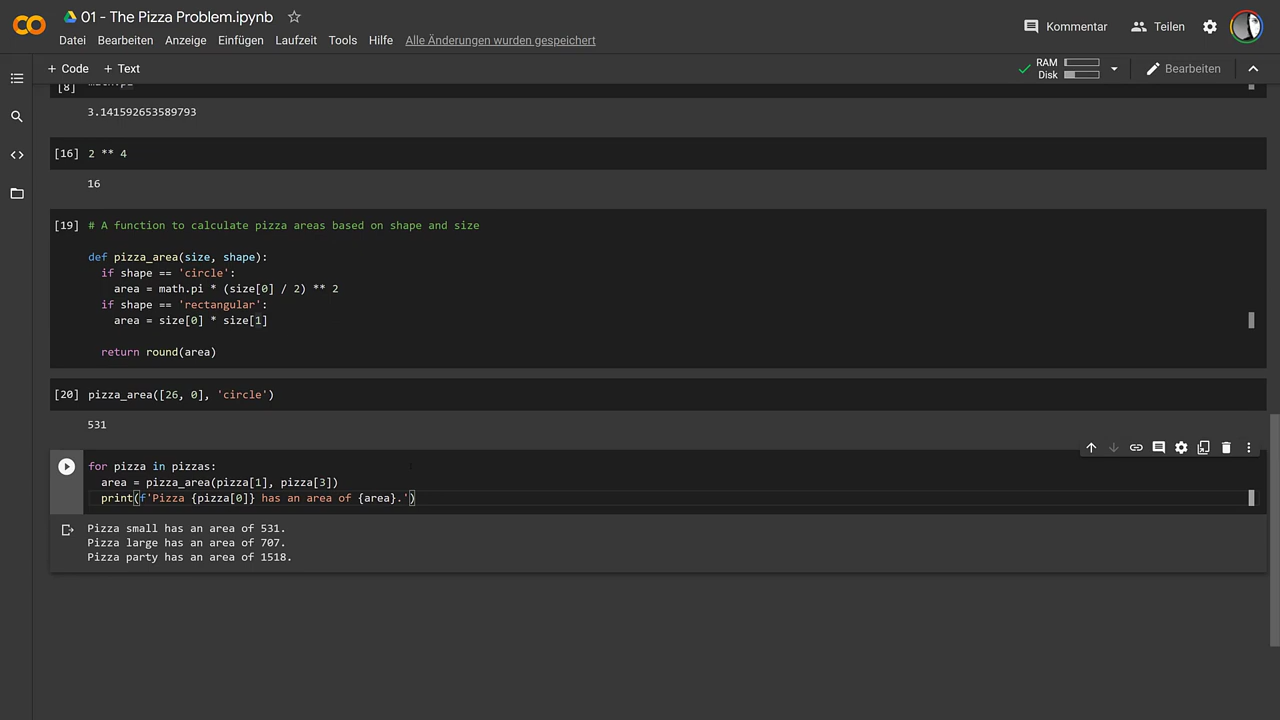 CO
01 - The Pizza Problem.ipynb
Kommentar
Teilen
Datei Bearbeiten Anzeige Einfügen Laufzeit Tools Hilfe Alle Änderungen wurden gespeichert
+ Code + Text
RAM
Disk
Bearbeiten
[8] math.pi
3.141592653589793
[16] 2 ** 4
16
[19] # A function to calculate pizza areas based on shape and size
def pizza_area(size, shape):
if shape == 'circle':
area = math.pi * (size[0] / 2) ** 2
if shape == 'rectangular':
area = size[0] * size[1]
return round(area)
[20] pizza_area([26, 0], 'circle')
531
for pizza in pizzas:
area = pizza_area(pizza[1], pizza[3])
print(f'Pizza {pizza[0]} has an area of {area}.')
Pizza small has an area of 531.
Pizza large has an area of 707.
Pizza party has an area of 1518.